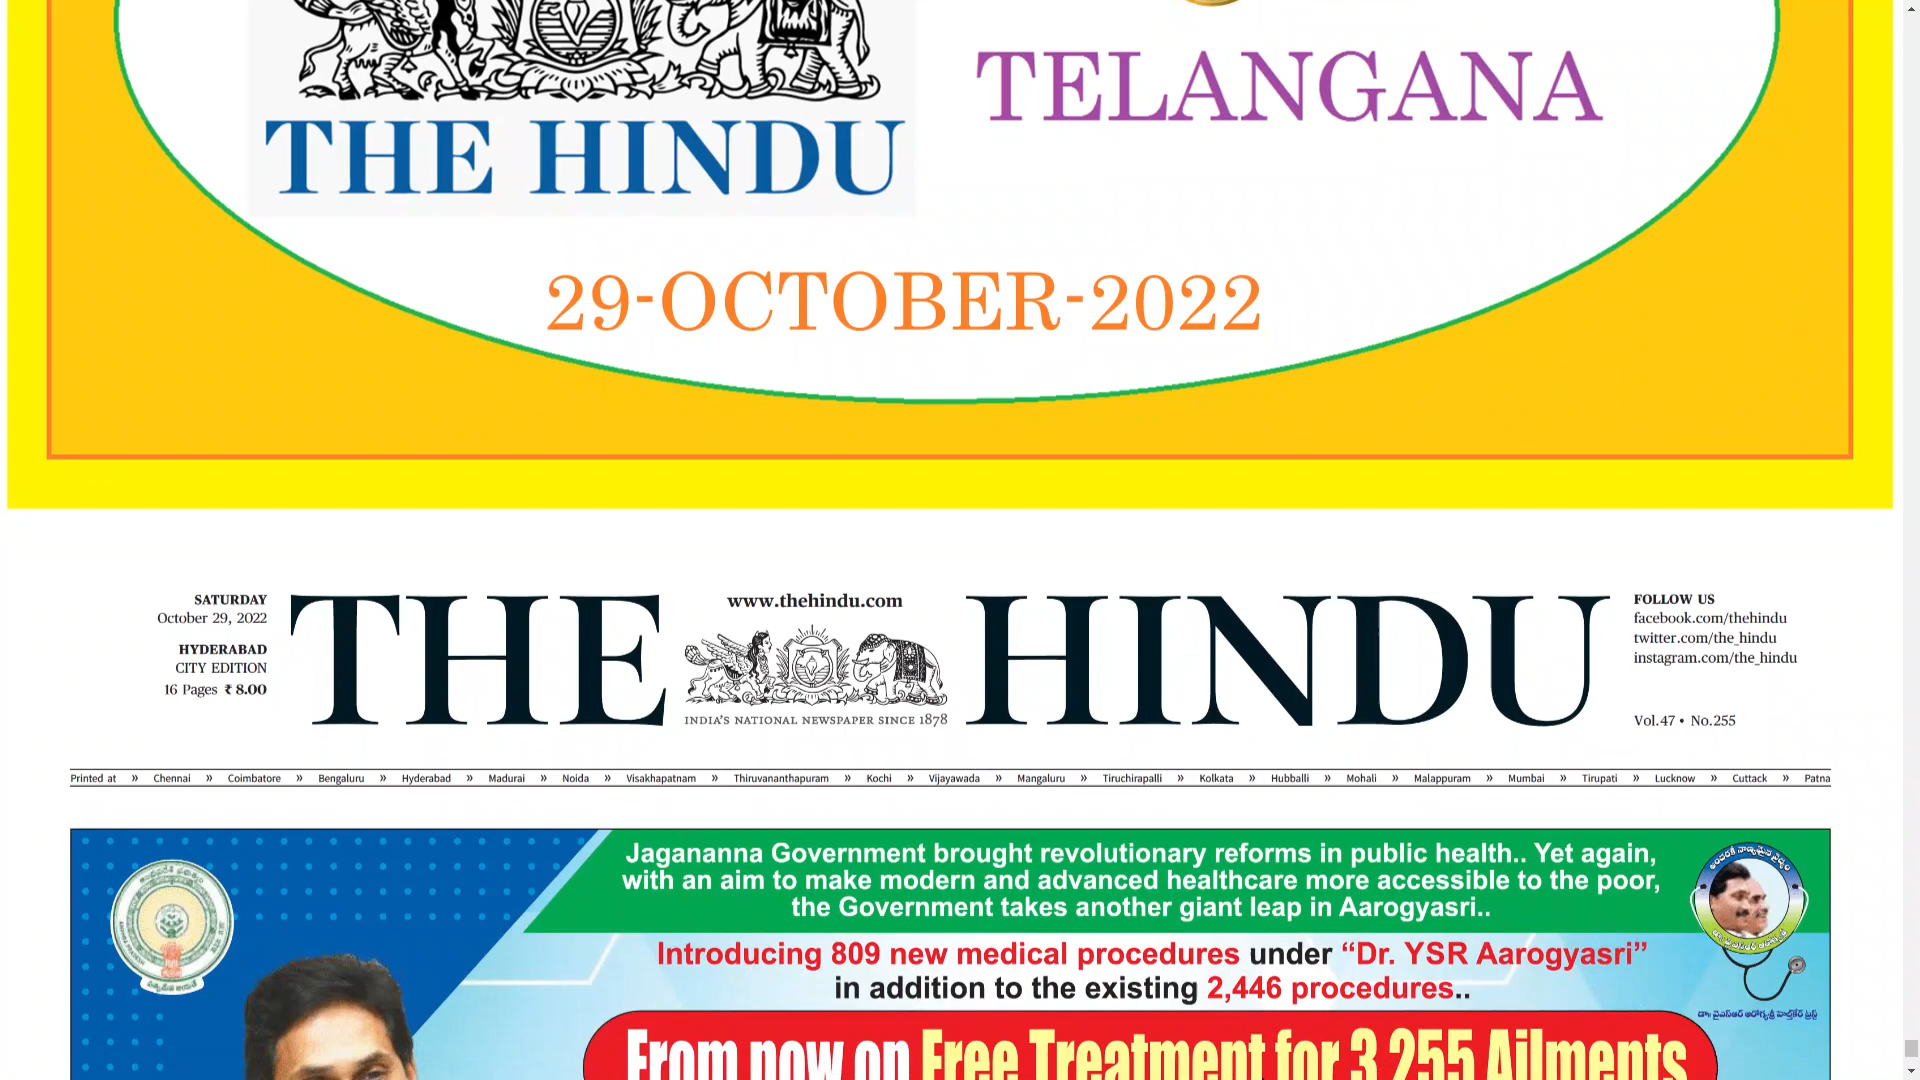 TELANGANA
THE HINDU
29-OCTOBER-2022
SATURDAY
October 29, 2022
HYDERABAD
CITY EDITION
16 Pages ₹ 8.00
THE HINDU
www.thehindu.com
INDIA'S NATIONAL NEWSPAPER SINCE 1878
FOLLOW US
facebook.com/thehindu
twitter.com/the_hindu
instagram.com/the_hindu
Vol.47 • No.255
Printed at » Chennai » Coimbatore » Bengaluru » Hyderabad » Madurai » Noida » Visakhapatnam » Thiruvananthapuram » Kochi » Vijayawada » Mangaluru » Tiruchirapalli » Kolkata » Hubballi » Mohali » Malappuram » Mumbai » Tirupati » Lucknow » Cuttack » Patna
Jagananna Government brought revolutionary reforms in public health.. Yet again,
with an aim to make modern and advanced healthcare more accessible to the poor,
the Government takes another giant leap in Aarogyasri..
Introducing 809 new medical procedures under “Dr. YSR Aarogyasri”
in addition to the existing 2,446 procedures..
డా॥ వైఎస్ఆర్ ఆరోగ్యశ్రీ హెల్త్‌కేర్ ట్రస్ట్
From now on Free Treatment for 3,255 Ailments